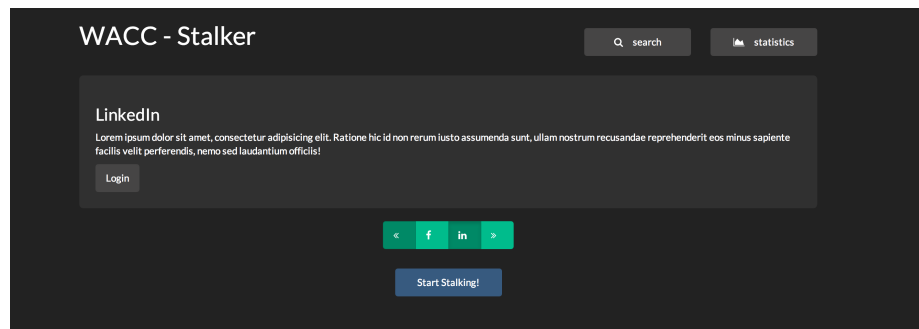 WACC - Stalker
search
statistics
LinkedIn
Lorem ipsum dolor sit amet, consectetur adipisicing elit. Ratione hic id non rerum iusto assumenda sunt, ullam nostrum recusandae reprehenderit eos minus sapiente
facilis velit perferendis, nemo sed laudantium officiis!
Login
« f in »
Start Stalking!